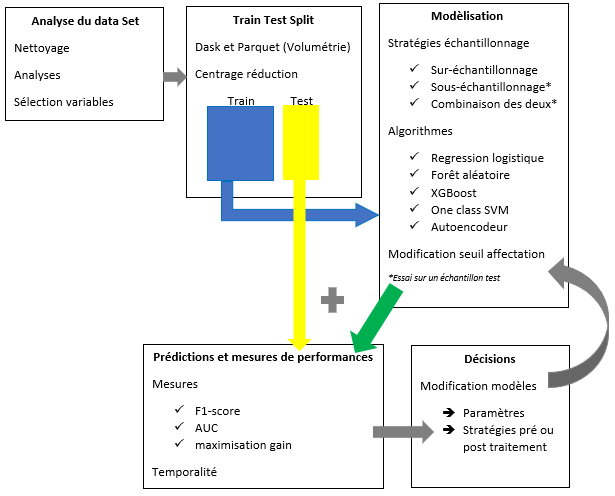 Analyse du data Set
Nettoyage
Analyses
Sélection variables
Train Test Split
Dask et Parquet (Volumétrie)
Centrage réduction
Train
Test
Modèlisation
Stratégies échantillonnage
✓ Sur-échantillonnage
✓ Sous-échantillonnage*
✓ Combinaison des deux*
Algorithmes
✓ Regression logistique
✓ Forêt aléatoire
✓ XGBoost
✓ One class SVM
✓ Autoencodeur
Modification seuil affectation
*Essai sur un échantillon test
Prédictions et mesures de performances
Mesures
✓ F1-score
✓ AUC
✓ maximisation gain
Temporalité
Décisions
Modification modèles
➔ Paramètres
➔ Stratégies pré ou
post traitement